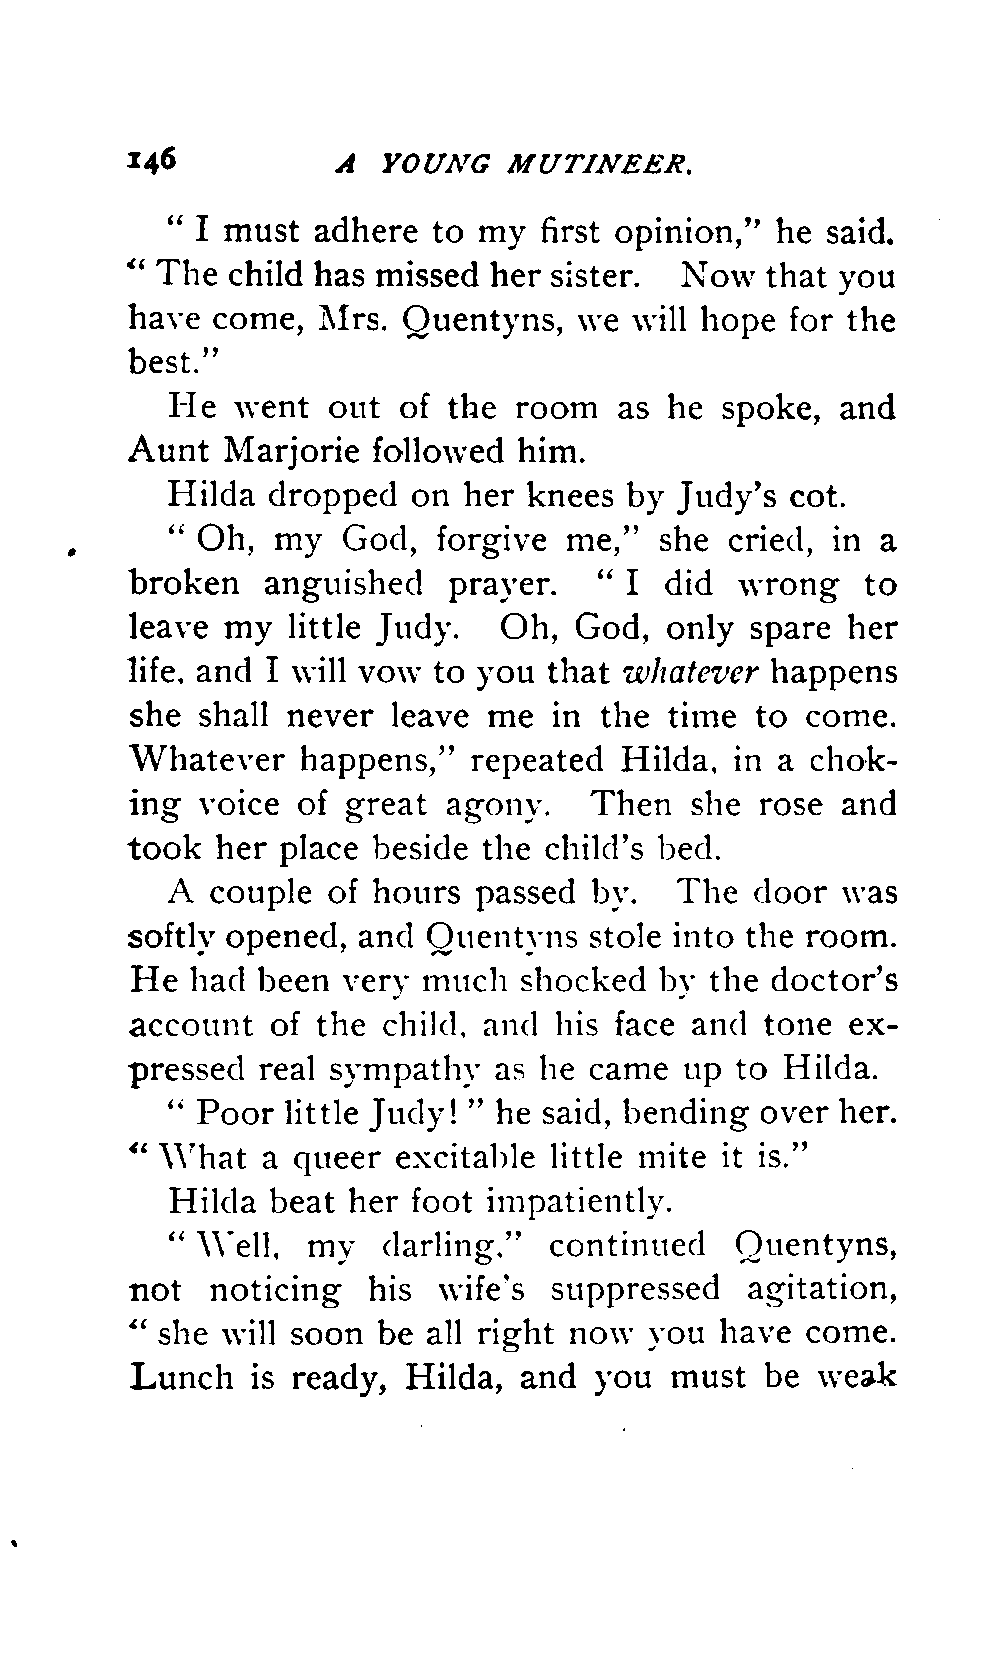 146 A YOUNG MUTINEER.
“ I must adhere to my first opinion,” he said.
“ The child has missed her sister. Now that you
have come, Mrs. Quentyns, we will hope for the
best.”
He went out of the room as he spoke, and
Aunt Marjorie followed him.
Hilda dropped on her knees by Judy’s cot.
“ Oh, my God, forgive me,” she cried, in a
broken anguished prayer. “ I did wrong to
leave my little Judy. Oh, God, only spare her
life, and I will vow to you that whatever happens
she shall never leave me in the time to come.
Whatever happens,” repeated Hilda, in a chok-
ing voice of great agony. Then she rose and
took her place beside the child’s bed.
A couple of hours passed by. The door was
softly opened, and Quentyns stole into the room.
He had been very much shocked by the doctor’s
account of the child, and his face and tone ex-
pressed real sympathy as he came up to Hilda.
“ Poor little Judy! ” he said, bending over her.
“ What a queer excitable little mite it is.”
Hilda beat her foot impatiently.
“ Well, my darling,” continued Quentyns,
not noticing his wife’s suppressed agitation,
“ she will soon be all right now you have come.
Lunch is ready, Hilda, and you must be weak